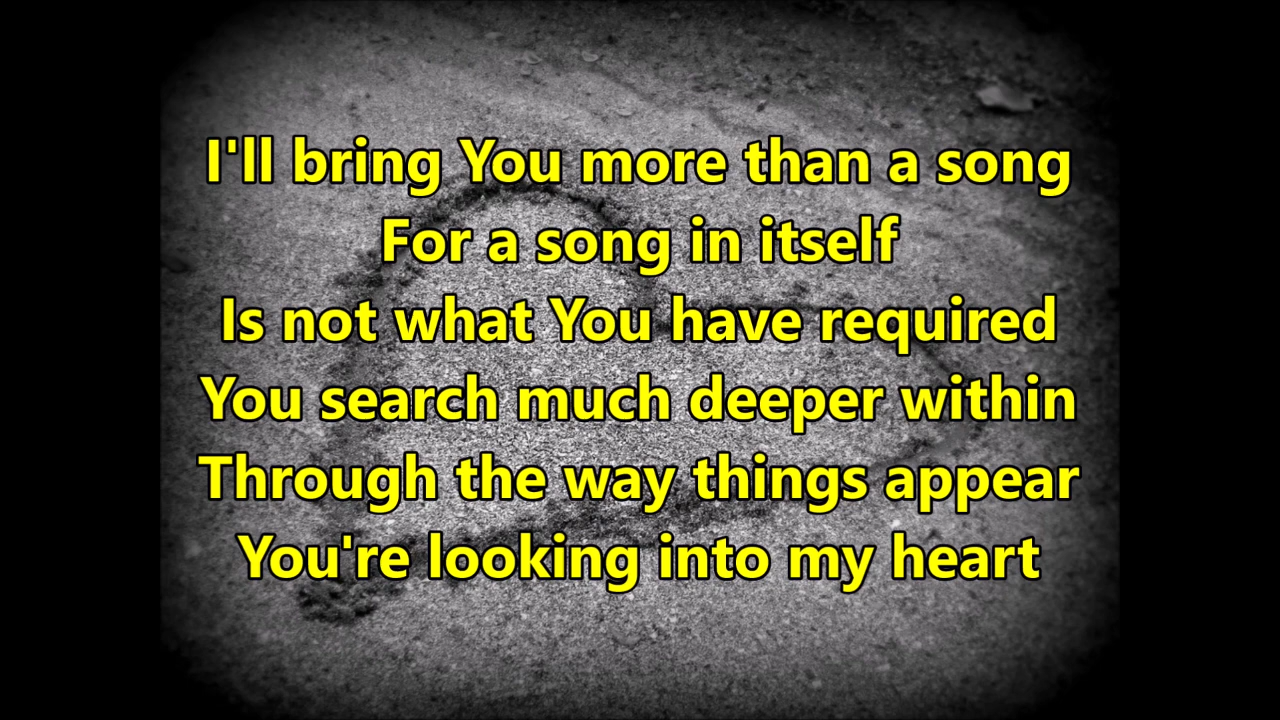 I'll bring You more than a song
For a song in itself
Is not what You have required
You search much deeper within
Through the way things appear
You're looking into my heart